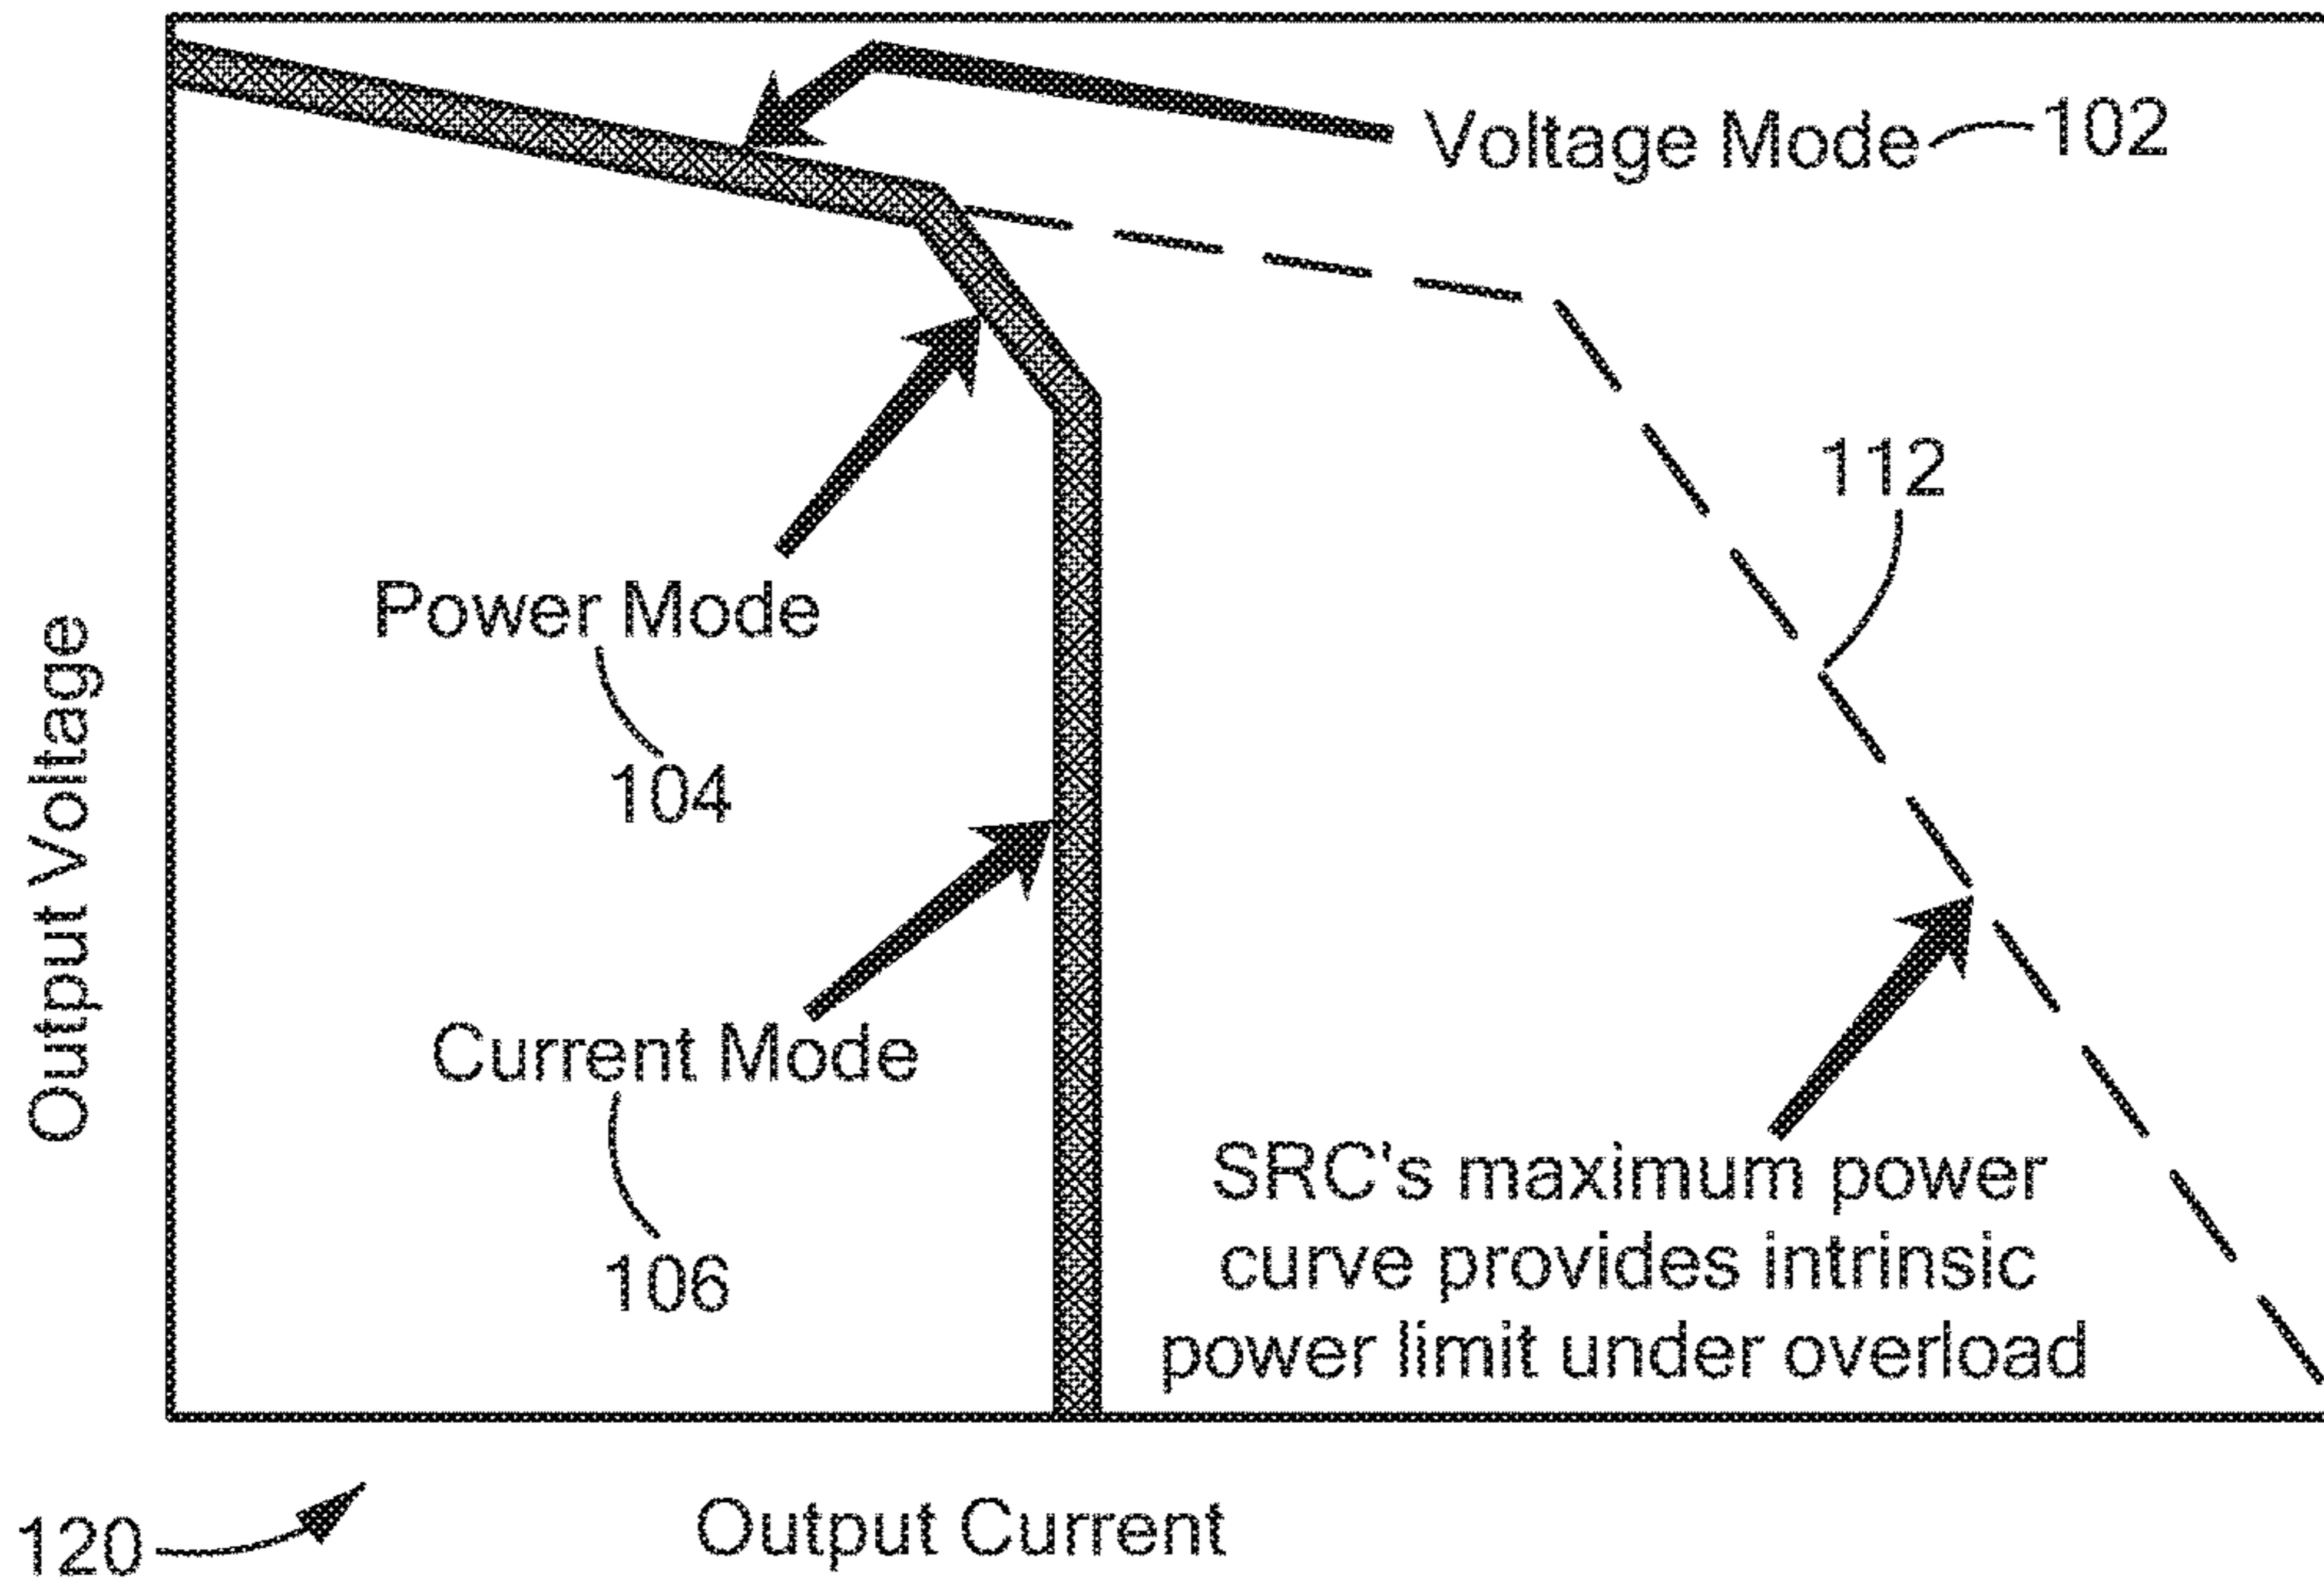 Voltage Mode 102
112
Power Mode
104
Current Mode
106
SRC's maximum power
curve provides intrinsic
power limit under overload
Output Voltage
Output Current
120